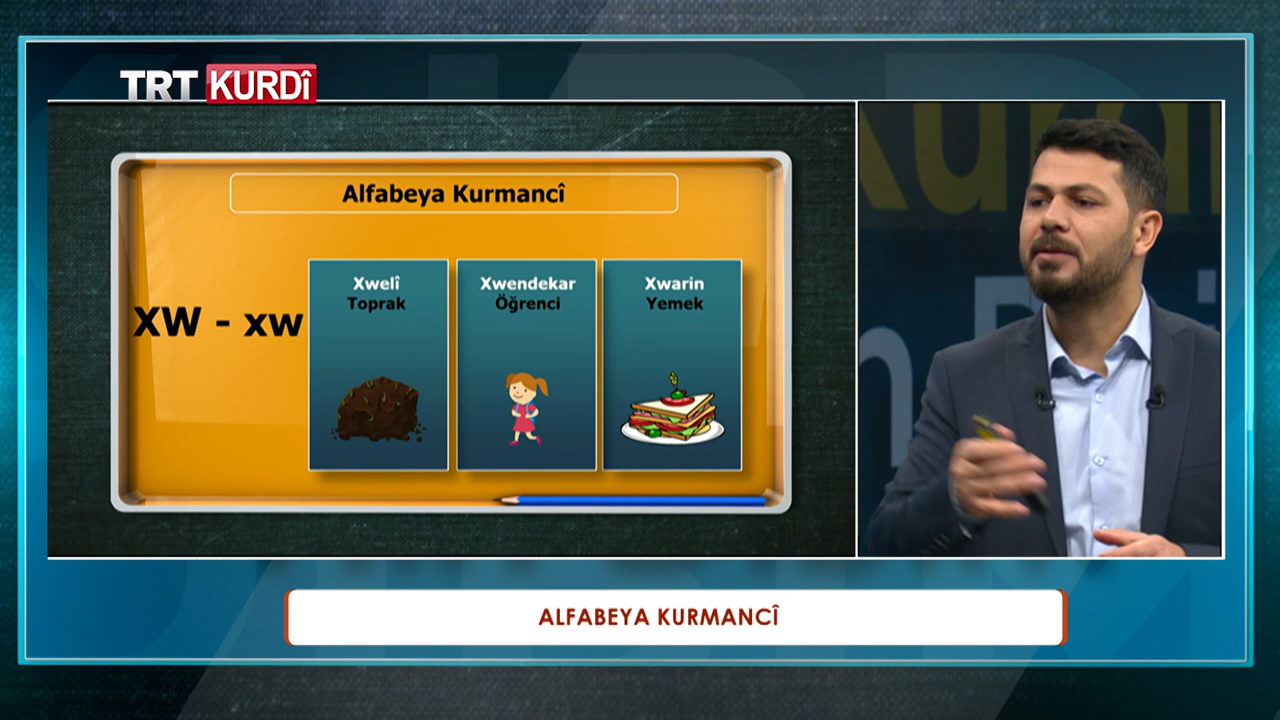 TRT KURDÎ
Alfabeya Kurmancî
XW - xw
Xwelî
Toprak
Xwendekar
Öğrenci
Xwarin
Yemek
ALFABEYA KURMANCÎ